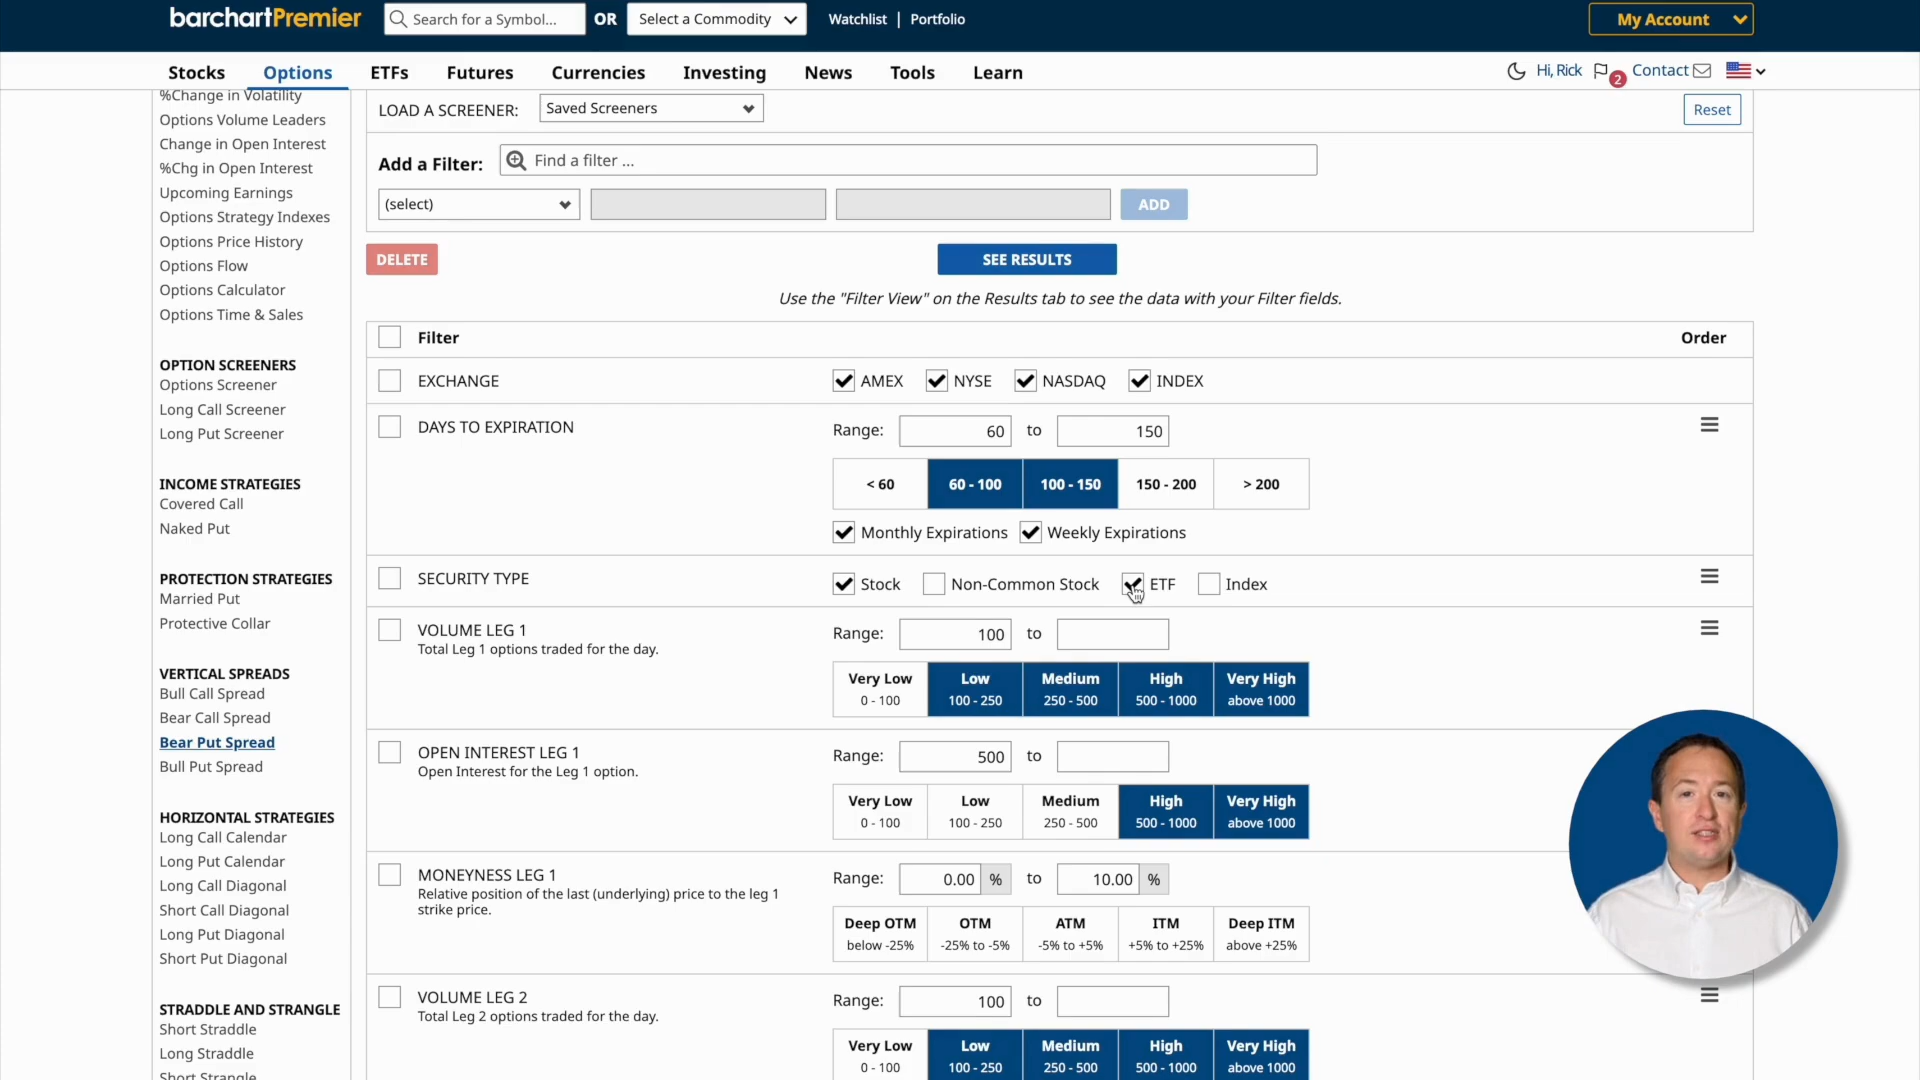 barchartPremier
Search for a Symbol...
OR
Select a Commodity
Watchlist | Portfolio
My Account
Stocks
Options
ETFs
Futures
Currencies
Investing
News
Tools
Learn
Hi, Rick
2
Contact
%Change in Volatility
Options Volume Leaders
Change in Open Interest
%Chg in Open Interest
Upcoming Earnings
Options Strategy Indexes
Options Price History
Options Flow
Options Calculator
Options Time & Sales
OPTION SCREENERS
Options Screener
Long Call Screener
Long Put Screener
INCOME STRATEGIES
Covered Call
Naked Put
PROTECTION STRATEGIES
Married Put
Protective Collar
VERTICAL SPREADS
Bull Call Spread
Bear Call Spread
Bear Put Spread
Bull Put Spread
HORIZONTAL STRATEGIES
Long Call Calendar
Long Put Calendar
Long Call Diagonal
Short Call Diagonal
Long Put Diagonal
Short Put Diagonal
STRADDLE AND STRANGLE
Short Straddle
Long Straddle
Short Strangle
LOAD A SCREENER:
Saved Screeners
Reset
Add a Filter:
Find a filter ...
(select)
ADD
DELETE
SEE RESULTS
Use the "Filter View" on the Results tab to see the data with your Filter fields.
Filter
Order
EXCHANGE
AMEX NYSE NASDAQ INDEX
DAYS TO EXPIRATION
Range: 60 to 150
< 60 60 - 100 100 - 150 150 - 200 > 200
Monthly Expirations Weekly Expirations
SECURITY TYPE
Stock Non-Common Stock ETF Index
VOLUME LEG 1
Total Leg 1 options traded for the day.
Range: 100 to
Very Low Low Medium High Very High
0 - 100 100 - 250 250 - 500 500 - 1000 above 1000
OPEN INTEREST LEG 1
Open Interest for the Leg 1 option.
Range: 500 to
Very Low Low Medium High Very High
0 - 100 100 - 250 250 - 500 500 - 1000 above 1000
MONEYNESS LEG 1
Relative position of the last (underlying) price to the leg 1
strike price.
Range: 0.00 % to 10.00 %
Deep OTM OTM ATM ITM Deep ITM
below -25% -25% to -5% -5% to +5% +5% to +25% above +25%
VOLUME LEG 2
Total Leg 2 options traded for the day.
Range: 100 to
Very Low Low Medium High Very High
0 - 100 100 - 250 250 - 500 500 - 1000 above 1000